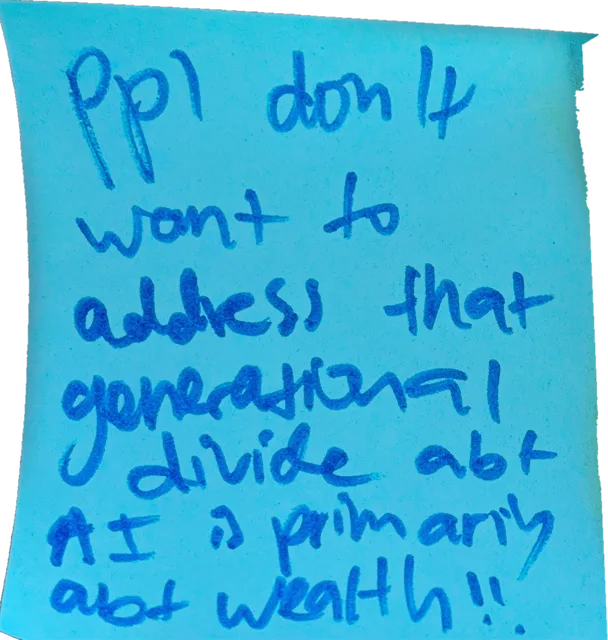 Ppl don't
want to
address that
generational
divide abt
AI is primarily
abt wealth!!